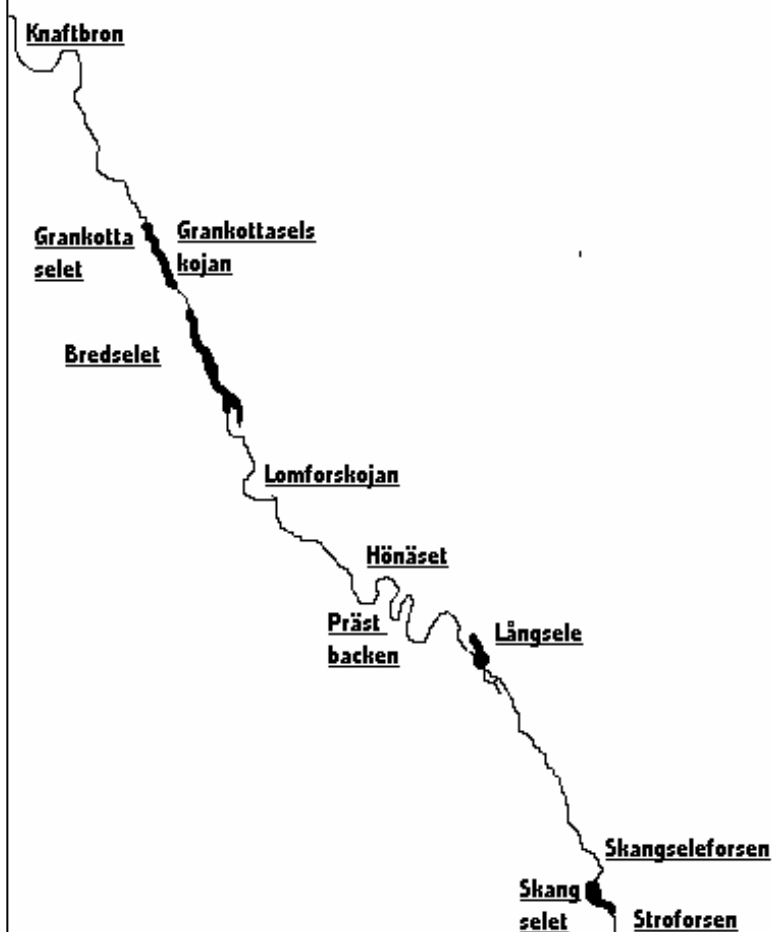 Knaftbron
Grankotta
selet
Grankottasels
kojan
Bredselet
Lomforskojan
Hönäset
Präst
backen
Långsele
Skangseleforsen
Skang
selet
Stroforsen